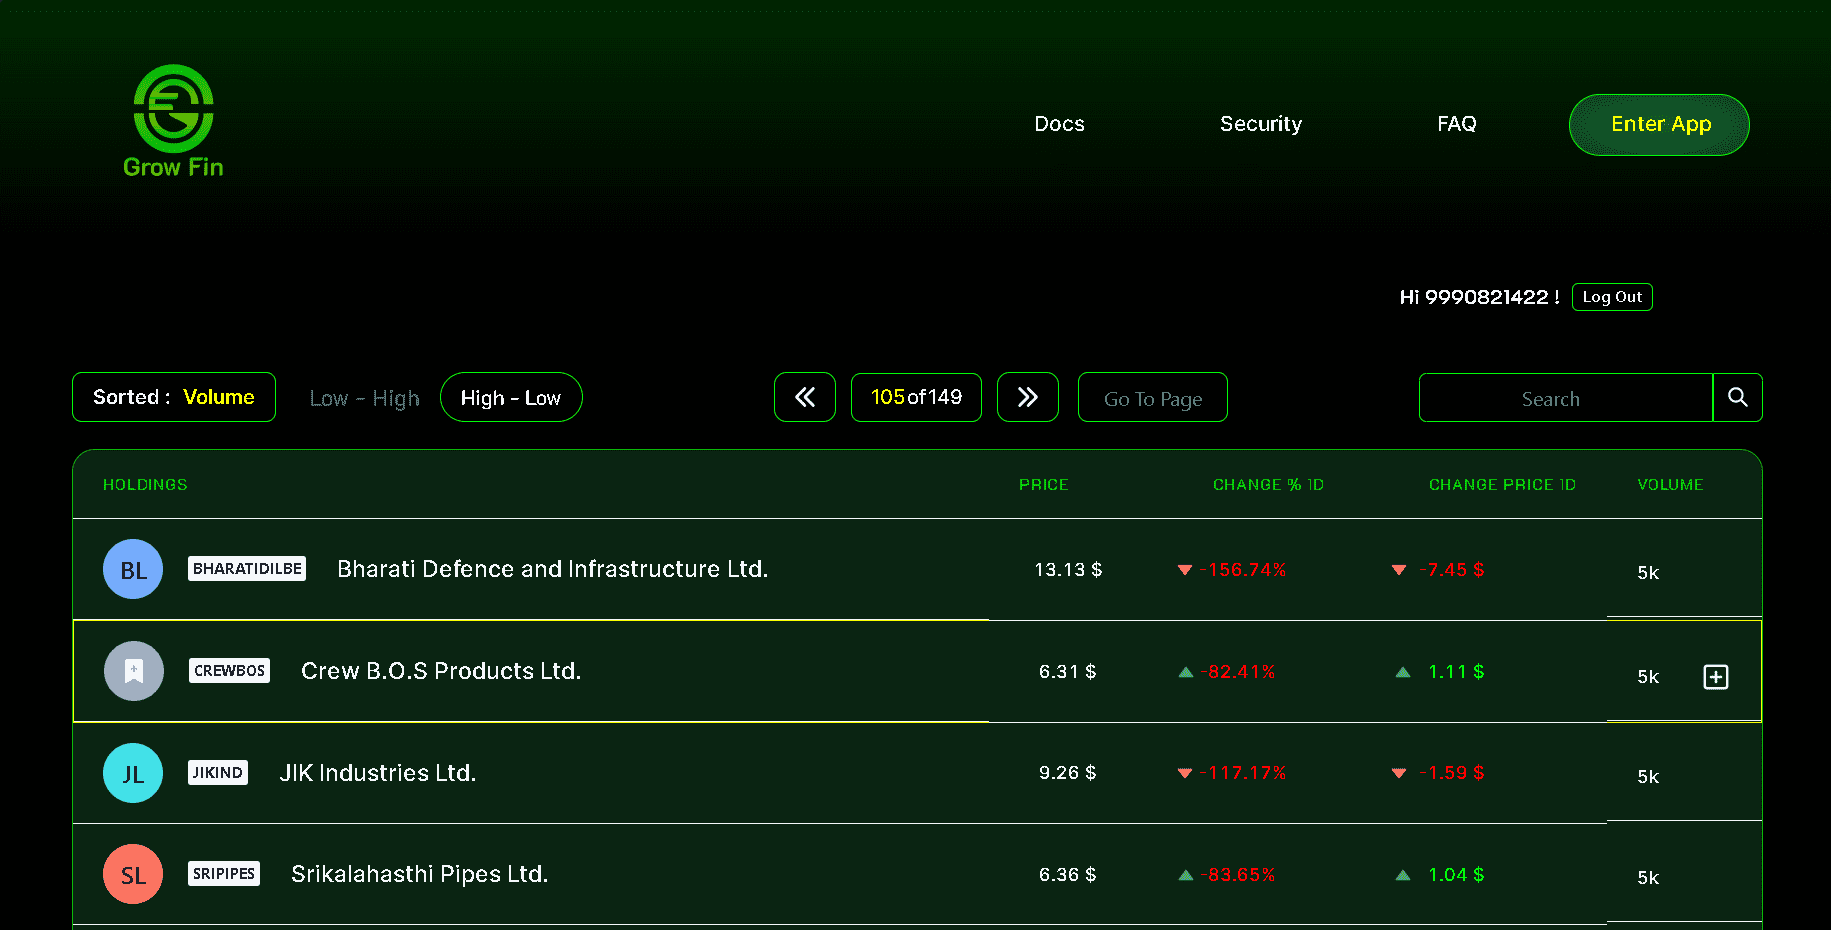 Grow Fin
Docs Security FAQ Enter App
Hi 9990821422 ! Log Out
Sorted : Volume Low - High High - Low 105of149 Go To Page Search
HOLDINGS PRICE CHANGE % 1D CHANGE PRICE 1D VOLUME
BL BHARATIDILBE Bharati Defence and Infrastructure Ltd. 13.13 $ -156.74% -7.45 $ 5k
CREWBOS Crew B.O.S Products Ltd. 6.31 $ -82.41% 1.11 $ 5k
JL JIKIND JIK Industries Ltd. 9.26 $ -117.17% -1.59 $ 5k
SL SRIPIPES Srikalahasthi Pipes Ltd. 6.36 $ -83.65% 1.04 $ 5k